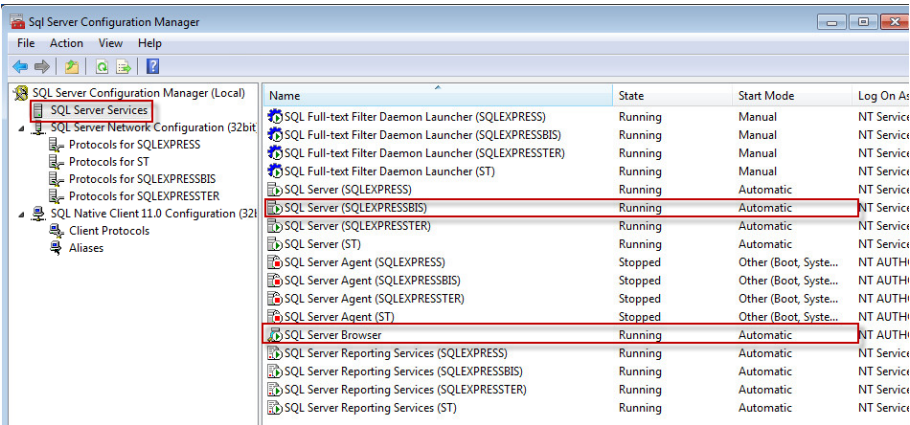 Sql Server Configuration Manager
File Action View Help
SQL Server Configuration Manager (Local)
SQL Server Services
SQL Server Network Configuration (32bit
Protocols for SQLEXPRESS
Protocols for ST
Protocols for SQLEXPRESSBIS
Protocols for SQLEXPRESSTER
SQL Native Client 11.0 Configuration (32b
Client Protocols
Aliases
Name State Start Mode Log On As
SQL Full-text Filter Daemon Launcher (SQLEXPRESS) Running Manual NT Service
SQL Full-text Filter Daemon Launcher (SQLEXPRESSBIS) Running Manual NT Service
SQL Full-text Filter Daemon Launcher (SQLEXPRESSTER) Running Manual NT Service
SQL Full-text Filter Daemon Launcher (ST) Running Manual NT Service
SQL Server (SQLEXPRESS) Running Automatic NT Service
SQL Server (SQLEXPRESSBIS) Running Automatic NT Service
SQL Server (SQLEXPRESSTER) Running Automatic NT Service
SQL Server (ST) Running Automatic NT Service
SQL Server Agent (SQLEXPRESS) Stopped Other (Boot, Syste... NT AUTH
SQL Server Agent (SQLEXPRESSBIS) Stopped Other (Boot, Syste... NT AUTH
SQL Server Agent (SQLEXPRESSTER) Stopped Other (Boot, Syste... NT AUTH
SQL Server Agent (ST) Stopped Other (Boot, Syste... NT AUTH
SQL Server Browser Running Automatic NT AUTH
SQL Server Reporting Services (SQLEXPRESS) Running Automatic NT Service
SQL Server Reporting Services (SQLEXPRESSBIS) Running Automatic NT Service
SQL Server Reporting Services (SQLEXPRESSTER) Running Automatic NT Service
SQL Server Reporting Services (ST) Running Automatic NT Service